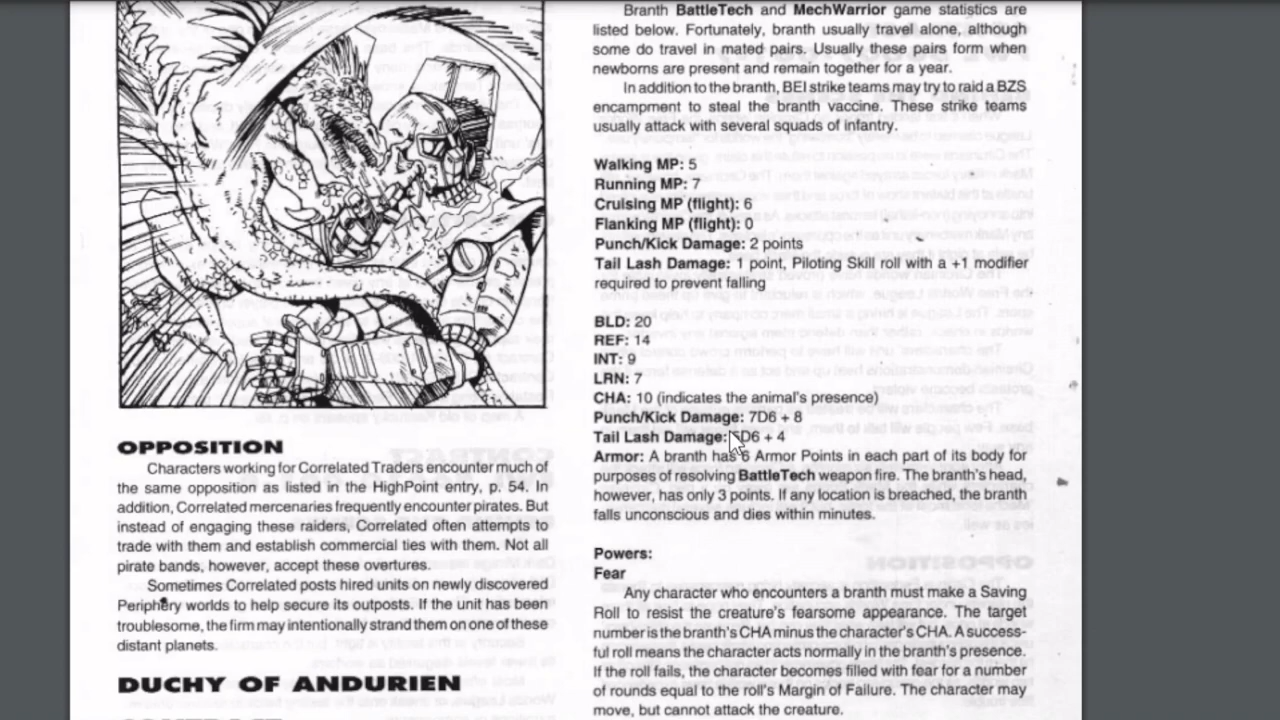 OPPOSITION
Characters working for Correlated Traders encounter much of
the same opposition as listed in the HighPoint entry, p. 54. In
addition, Correlated mercenaries frequently encounter pirates. But
instead of engaging these raiders, Correlated often attempts to
trade with them and establish commercial ties with them. Not all
pirate bands, however, accept these overtures.
Sometimes Correlated posts hired units on newly discovered
Periphery worlds to help secure its outposts. If the unit has been
troublesome, the firm may intentionally strand them on one of these
distant planets.
DUCHY OF ANDURIEN
CONTRACT
Branth BattleTech and MechWarrior game statistics are
listed below. Fortunately, branth usually travel alone, although
some do travel in mated pairs. Usually these pairs form when
newborns are present and remain together for a year.
In addition to the branth, BEI strike teams may try to raid a BZS
encampment to steal the branth vaccine. These strike teams
usually attack with several squads of infantry.
Walking MP: 5
Running MP: 7
Cruising MP (flight): 6
Flanking MP (flight): 0
Punch/Kick Damage: 2 points
Tail Lash Damage: 1 point, Piloting Skill roll with a +1 modifier
required to prevent falling
BLD: 20
REF: 14
INT: 9
LRN: 7
CHA: 10 (indicates the animal's presence)
Punch/Kick Damage: 7D6 + 8
Tail Lash Damage: D6 + 4
Armor: A branth has 6 Armor Points in each part of its body for
purposes of resolving BattleTech weapon fire. The branth's head,
however, has only 3 points. If any location is breached, the branth
falls unconscious and dies within minutes.
Powers:
Fear
Any character who encounters a branth must make a Saving
Roll to resist the creature's fearsome appearance. The target
number is the branth's CHA minus the character's CHA. A success-
ful roll means the character acts normally in the branth's presence.
If the roll fails, the character becomes filled with fear for a number
of rounds equal to the roll's Margin of Failure. The character may
move, but cannot attack the creature.